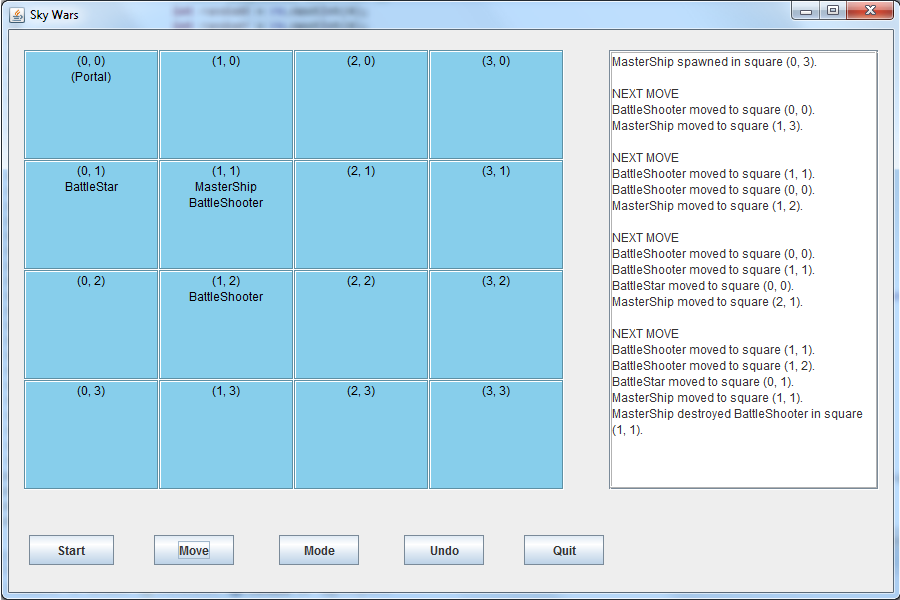 Sky Wars
(0, 0)
(Portal)
(1, 0)
(2, 0)
(3, 0)
(0, 1)
BattleStar
(1, 1)
MasterShip
BattleShooter
(2, 1)
(3, 1)
(0, 2)
(1, 2)
BattleShooter
(2, 2)
(3, 2)
(0, 3)
(1, 3)
(2, 3)
(3, 3)
MasterShip spawned in square (0, 3).
NEXT MOVE
BattleShooter moved to square (0, 0).
MasterShip moved to square (1, 3).
NEXT MOVE
BattleShooter moved to square (1, 1).
BattleShooter moved to square (0, 0).
MasterShip moved to square (1, 2).
NEXT MOVE
BattleShooter moved to square (0, 0).
BattleShooter moved to square (1, 1).
BattleStar moved to square (0, 0).
MasterShip moved to square (2, 1).
NEXT MOVE
BattleShooter moved to square (1, 1).
BattleShooter moved to square (1, 2).
BattleStar moved to square (0, 1).
MasterShip moved to square (1, 1).
MasterShip destroyed BattleShooter in square
(1, 1).
Start
Move
Mode
Undo
Quit